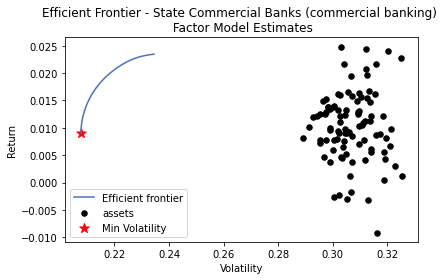 Efficient Frontier - State Commercial Banks (commercial banking)
Factor Model Estimates
0.025
0.020
0.015
0.010
0.005
0.000
−0.005
−0.010
Return
Efficient frontier
assets
Min Volatility
0.22 0.24 0.26 0.28 0.30 0.32
Volatility